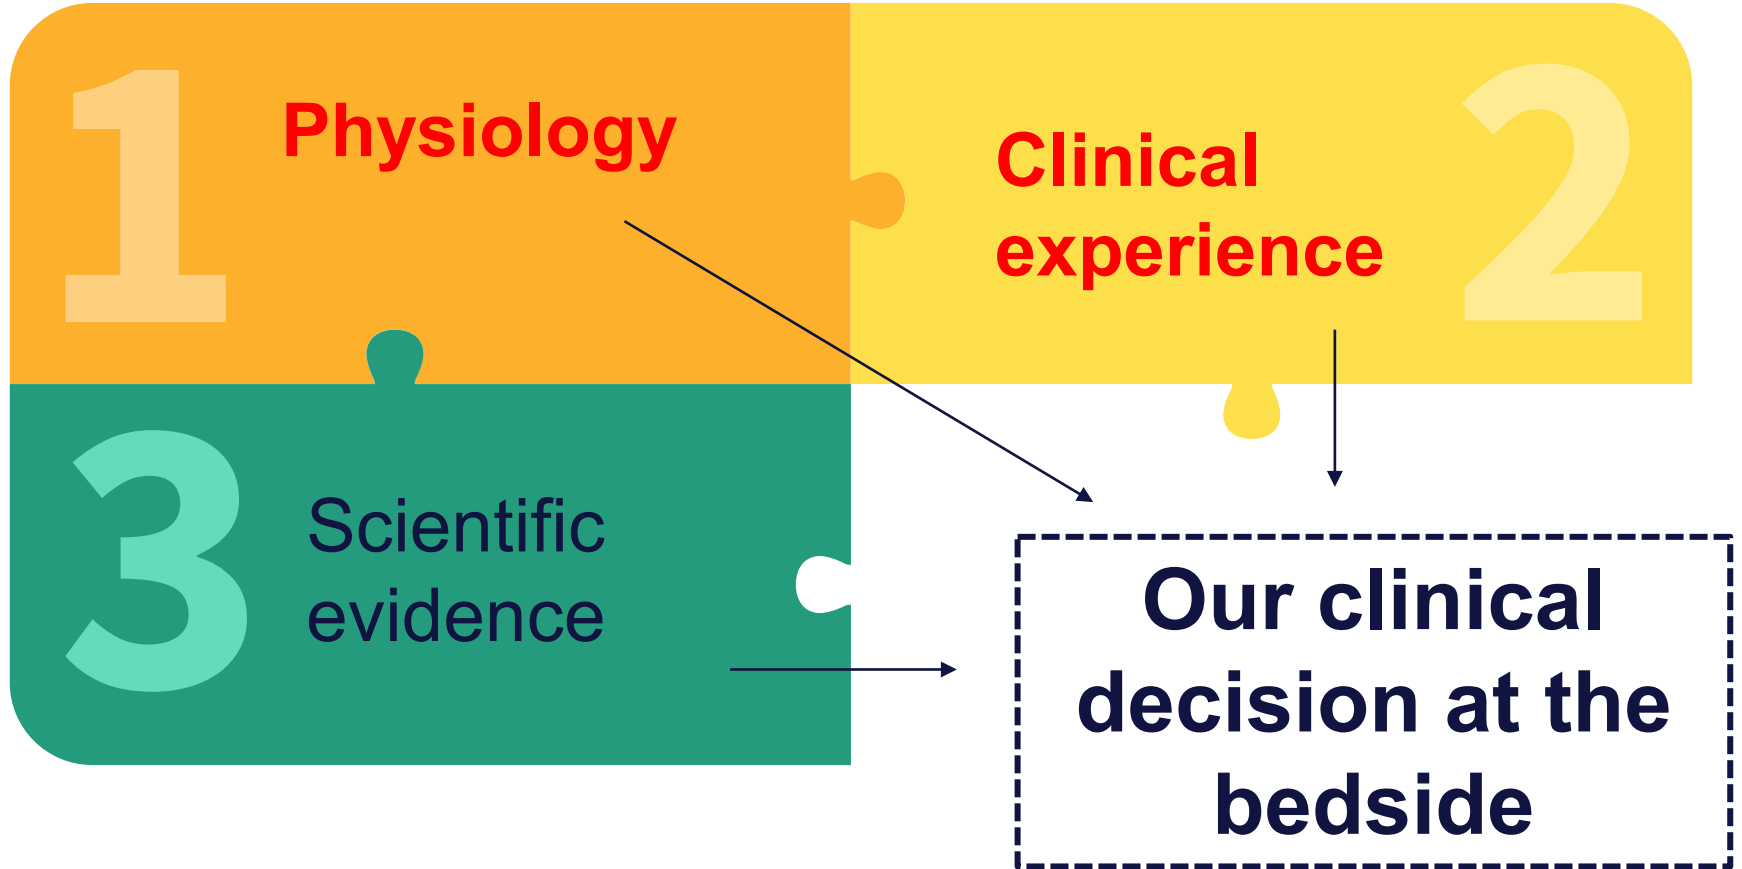 1
Physiology
2
Clinical
experience
3
Scientific
evidence
Our clinical
decision at the
bedside